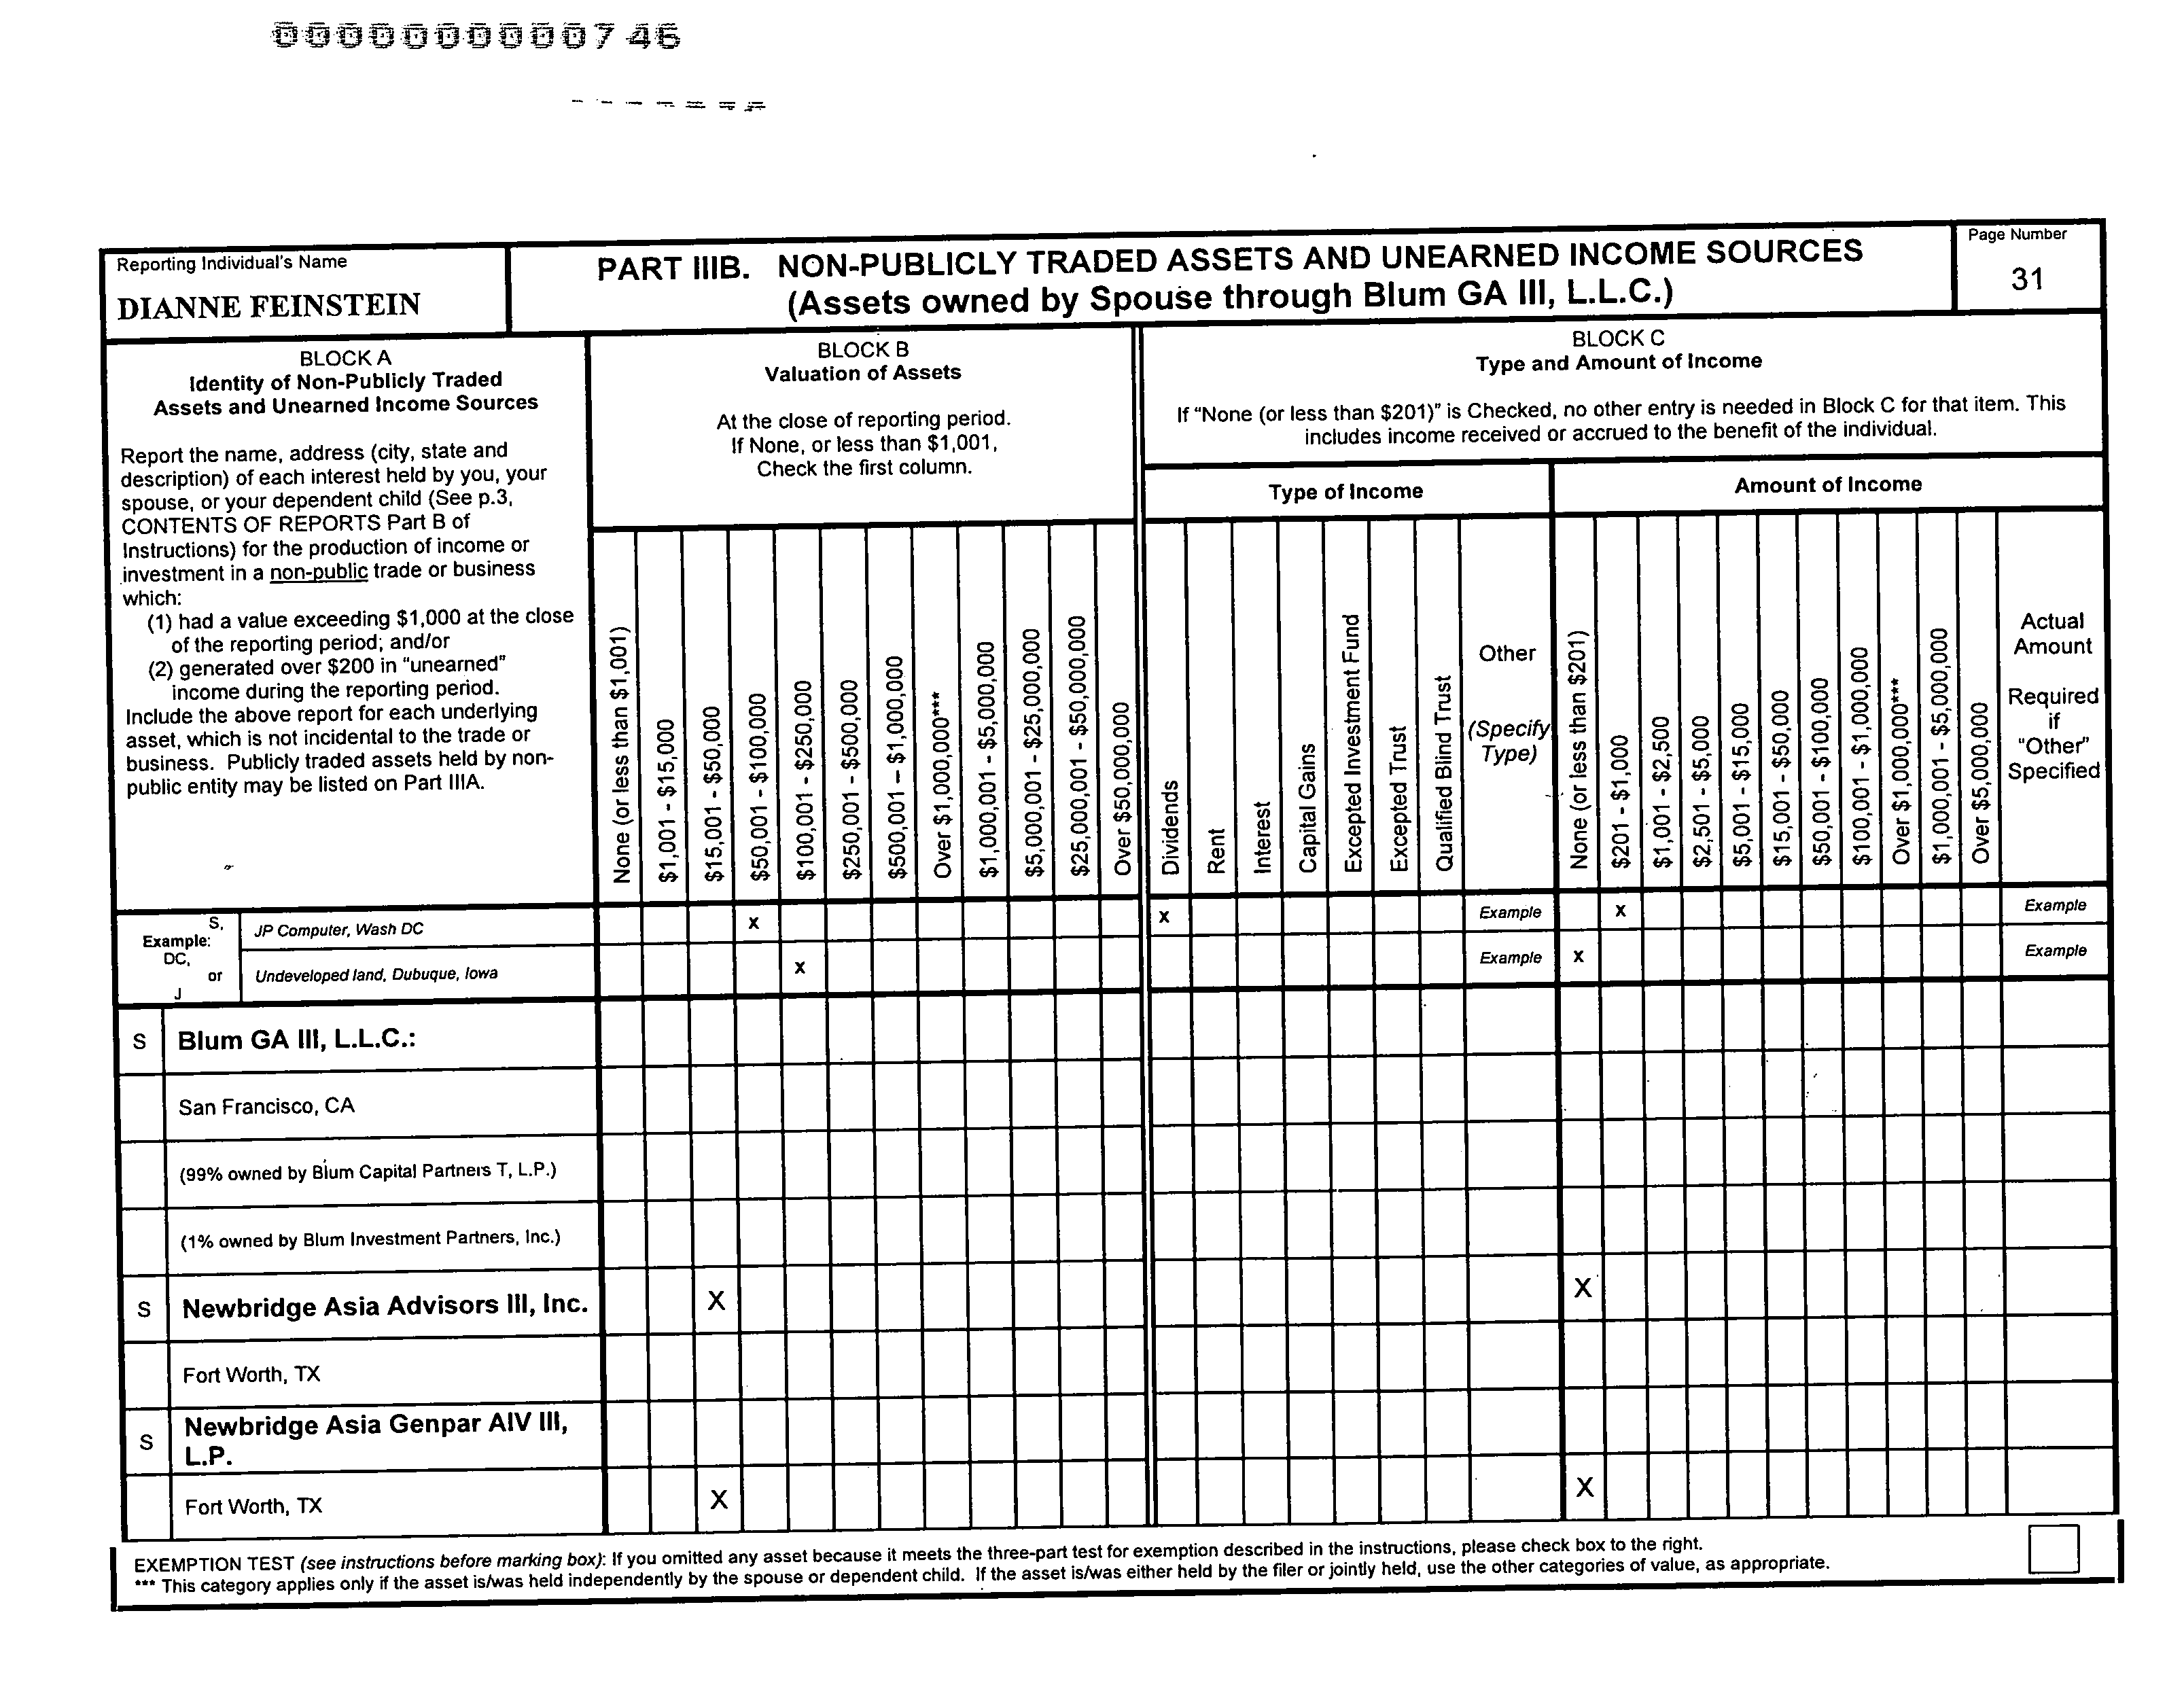 000000000746
Reporting Individual's Name
DIANNE FEINSTEIN
PART IIIB. NON-PUBLICLY TRADED ASSETS AND UNEARNED INCOME SOURCES
(Assets owned by Spouse through Blum GA III, L.L.C.)
Page Number
31
BLOCK A
Identity of Non-Publicly Traded
Assets and Unearned Income Sources
Report the name, address (city, state and
description) of each interest held by you, your
spouse, or your dependent child (See p.3,
CONTENTS OF REPORTS Part B of
Instructions) for the production of income or
investment in a non-public trade or business
which:
(1) had a value exceeding $1,000 at the close
of the reporting period; and/or
(2) generated over $200 in "unearned"
income during the reporting period.
Include the above report for each underlying
asset, which is not incidental to the trade or
business. Publicly traded assets held by non-
public entity may be listed on Part IIIA.
BLOCK B
Valuation of Assets
At the close of reporting period.
If None, or less than $1,001,
Check the first column.
None (or less than $1,001)
$1,001 - $15,000
$15,001 - $50,000
$50,001 - $100,000
$100,001 - $250,000
$250,001 - $500,000
$500,001 – $1,000,000
Over $1,000,000***
$1,000,001 - $5,000,000
$5,000,001 - $25,000,000
$25,000,001 - $50,000,000
Over $50,000,000
BLOCK C
Type and Amount of Income
If "None (or less than $201)" is Checked, no other entry is needed in Block C for that item. This
includes income received or accrued to the benefit of the individual.
Type of Income
Dividends
Rent
Interest
Capital Gains
Excepted Investment Fund
Excepted Trust
Qualified Blind Trust
Other
(Specify
Type)
Amount of Income
None (or less than $201)
$201 - $1,000
$1,001 - $2,500
$2,501 - $5,000
$5,001 - $15,000
$15,001 - $50,000
$50,001 - $100,000
$100,001 - $1,000,000
Over $1,000,000***
$1,000,001 - $5,000,000
Over $5,000,000
Actual
Amount
Required
if
"Other"
Specified
Example:
S,
DC,
or
J
JP Computer, Wash DC
X
X
Example
X
Example
Undeveloped land, Dubuque, Iowa
X
Example
X
Example
S
Blum GA III, L.L.C.:
San Francisco, CA
(99% owned by Blum Capital Partners T, L.P.)
(1% owned by Blum Investment Partners, Inc.)
S
Newbridge Asia Advisors III, Inc.
X
X
Fort Worth, TX
S
Newbridge Asia Genpar AIV III,
L.P.
Fort Worth, TX
X
X
EXEMPTION TEST (see instructions before marking box): If you omitted any asset because it meets the three-part test for exemption described in the instructions, please check box to the right.
*** This category applies only if the asset is/was held independently by the spouse or dependent child. If the asset is/was either held by the filer or jointly held, use the other categories of value, as appropriate.